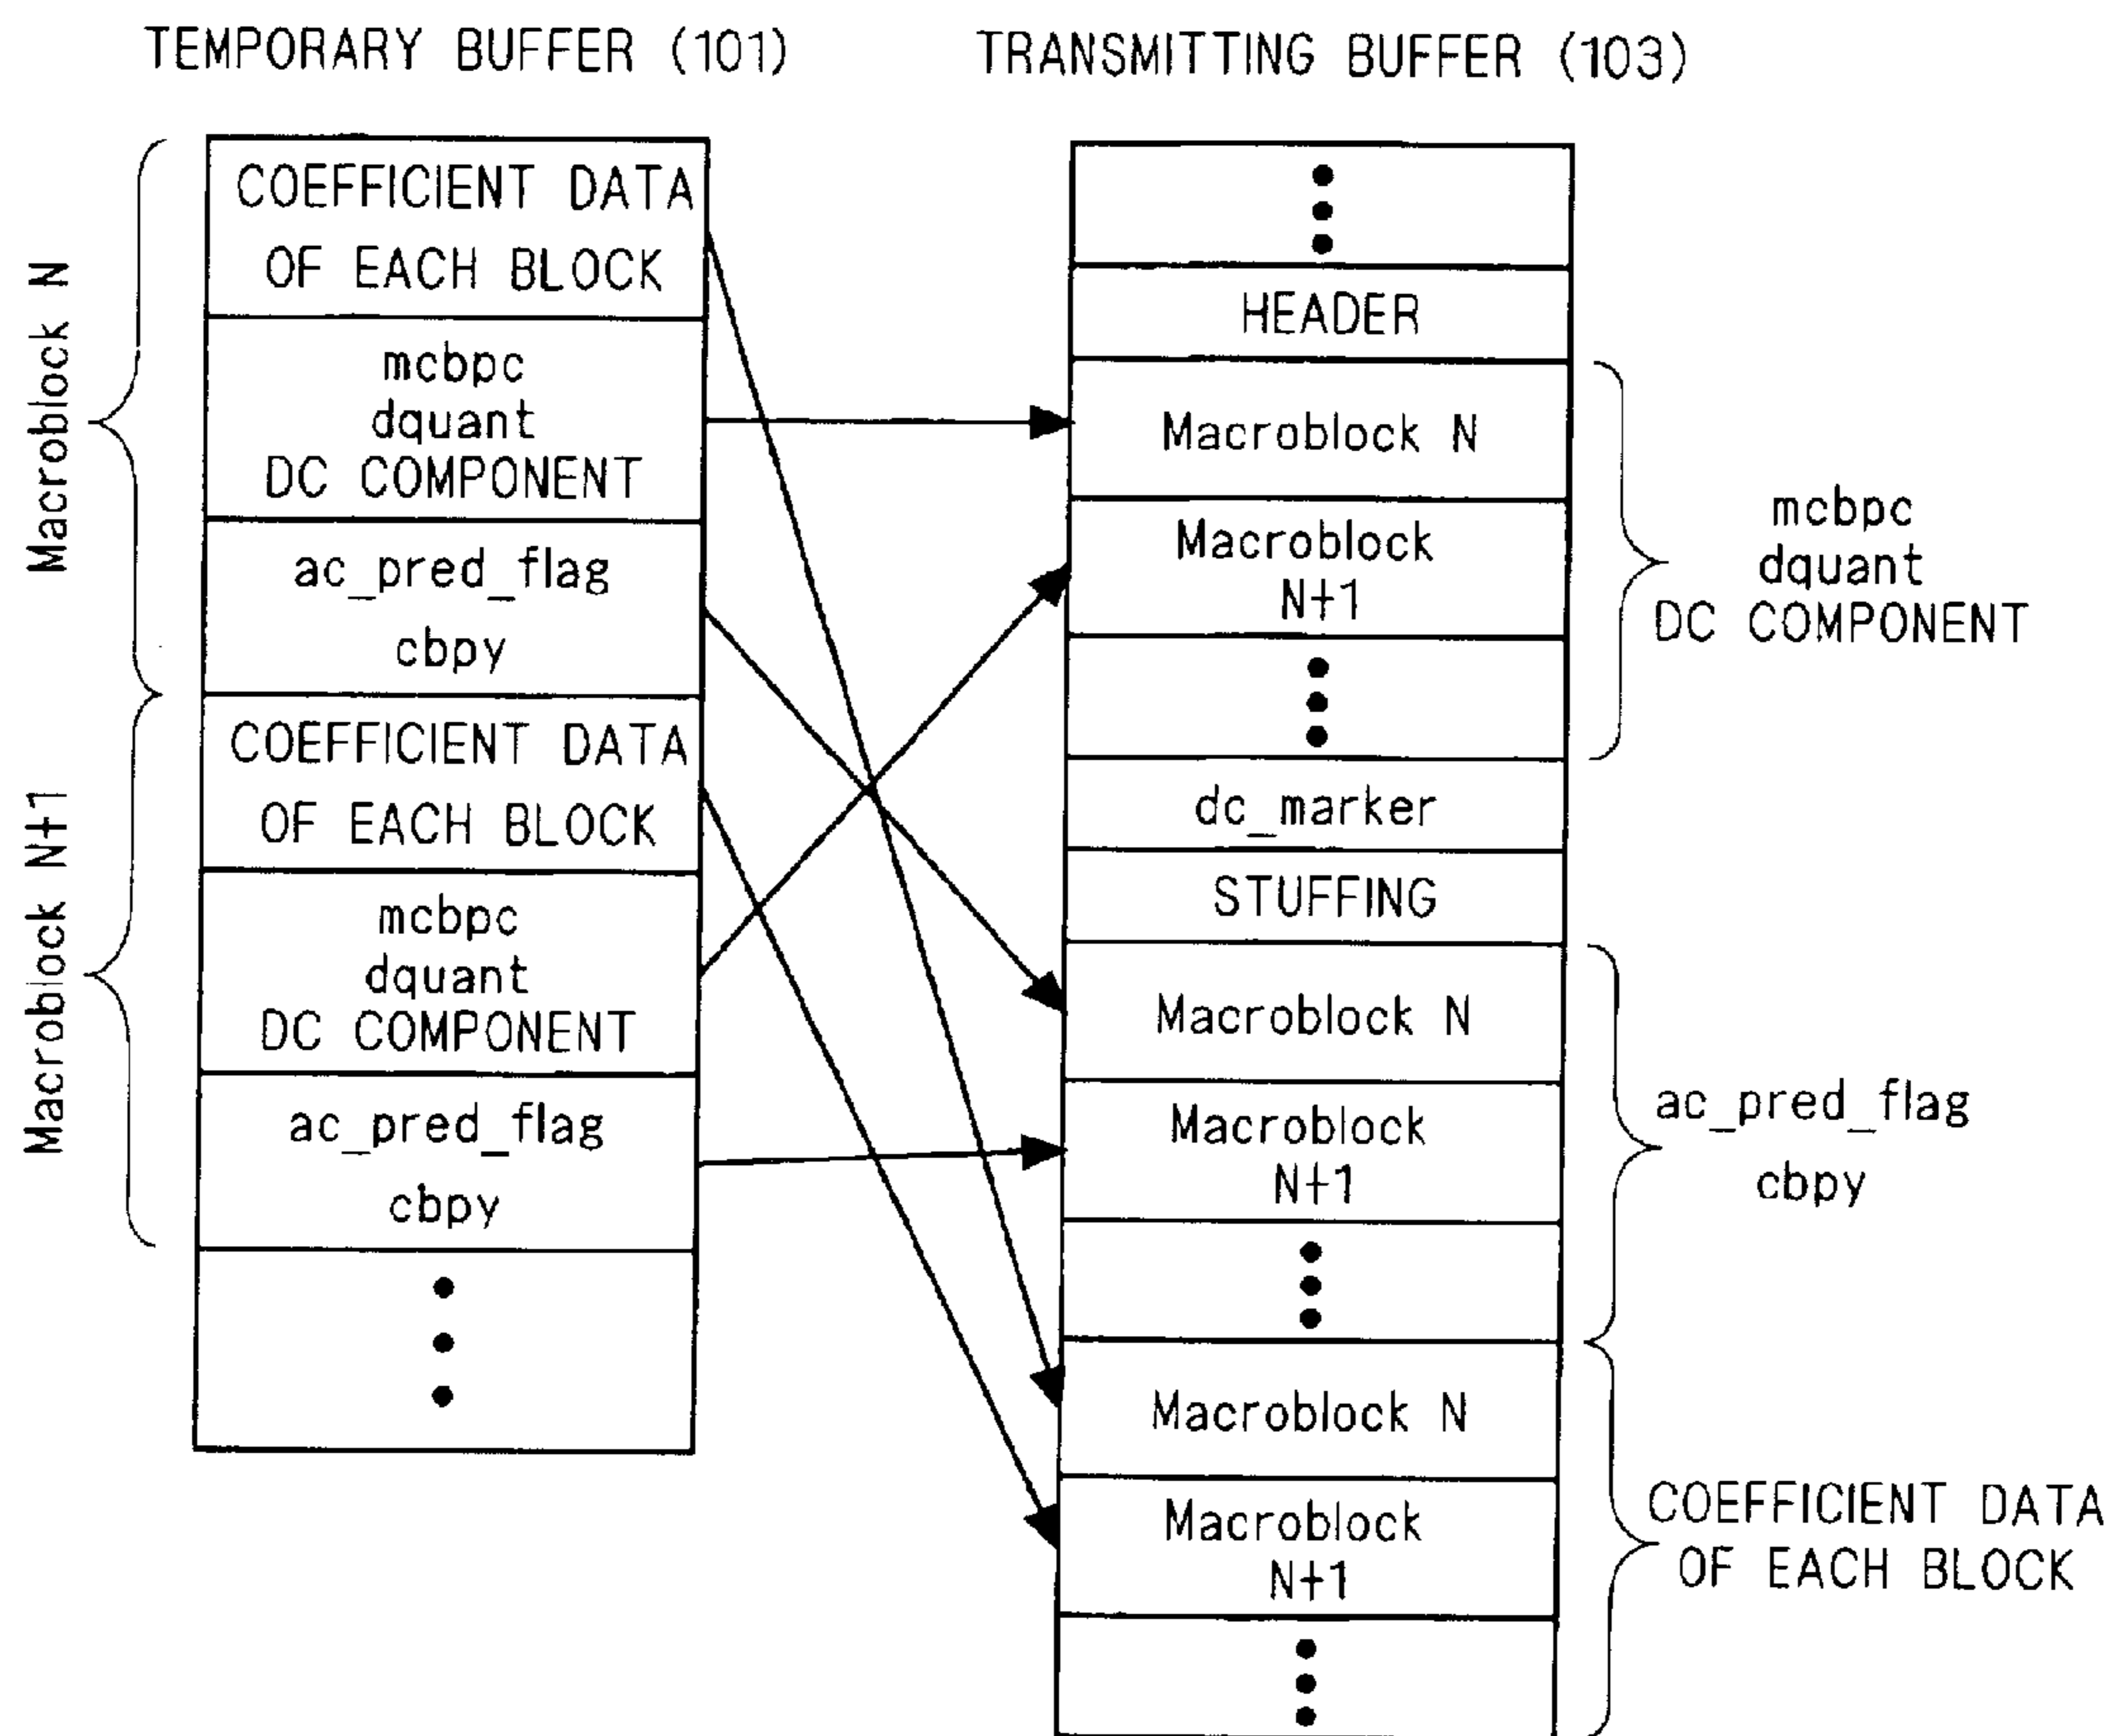 TEMPORARY BUFFER (101)
TRANSMITTING BUFFER (103)
Macroblock N
COEFFICIENT DATA
OF EACH BLOCK
mcbpc
dquant
DC COMPONENT
ac_pred_flag
cbpy
Macroblock N+1
COEFFICIENT DATA
OF EACH BLOCK
mcbpc
dquant
DC COMPONENT
ac_pred_flag
cbpy
HEADER
Macroblock N
Macroblock
N+1
mcbpc
dquant
DC COMPONENT
dc_marker
STUFFING
Macroblock N
Macroblock
N+1
ac_pred_flag
cbpy
Macroblock N
Macroblock
N+1
COEFFICIENT DATA
OF EACH BLOCK